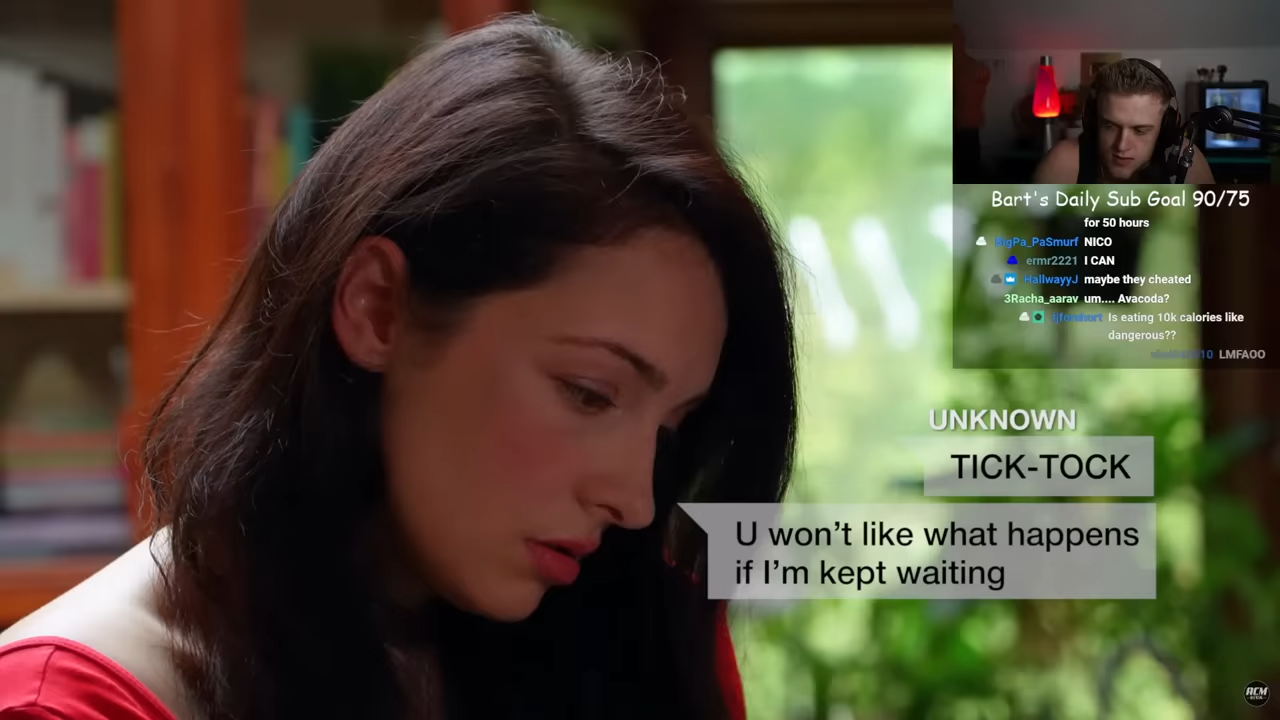 Bart's Daily Sub Goal 90/75
for 50 hours
BigPa_PaSmurf NICO
ermr2221 I CAN
HallwayyJ maybe they cheated
3Racha_aarav um.... Avacoda?
Is eating 10k calories like
dangerous??
LMFAOO
UNKNOWN
TICK-TOCK
U won't like what happens
if I'm kept waiting
ACM